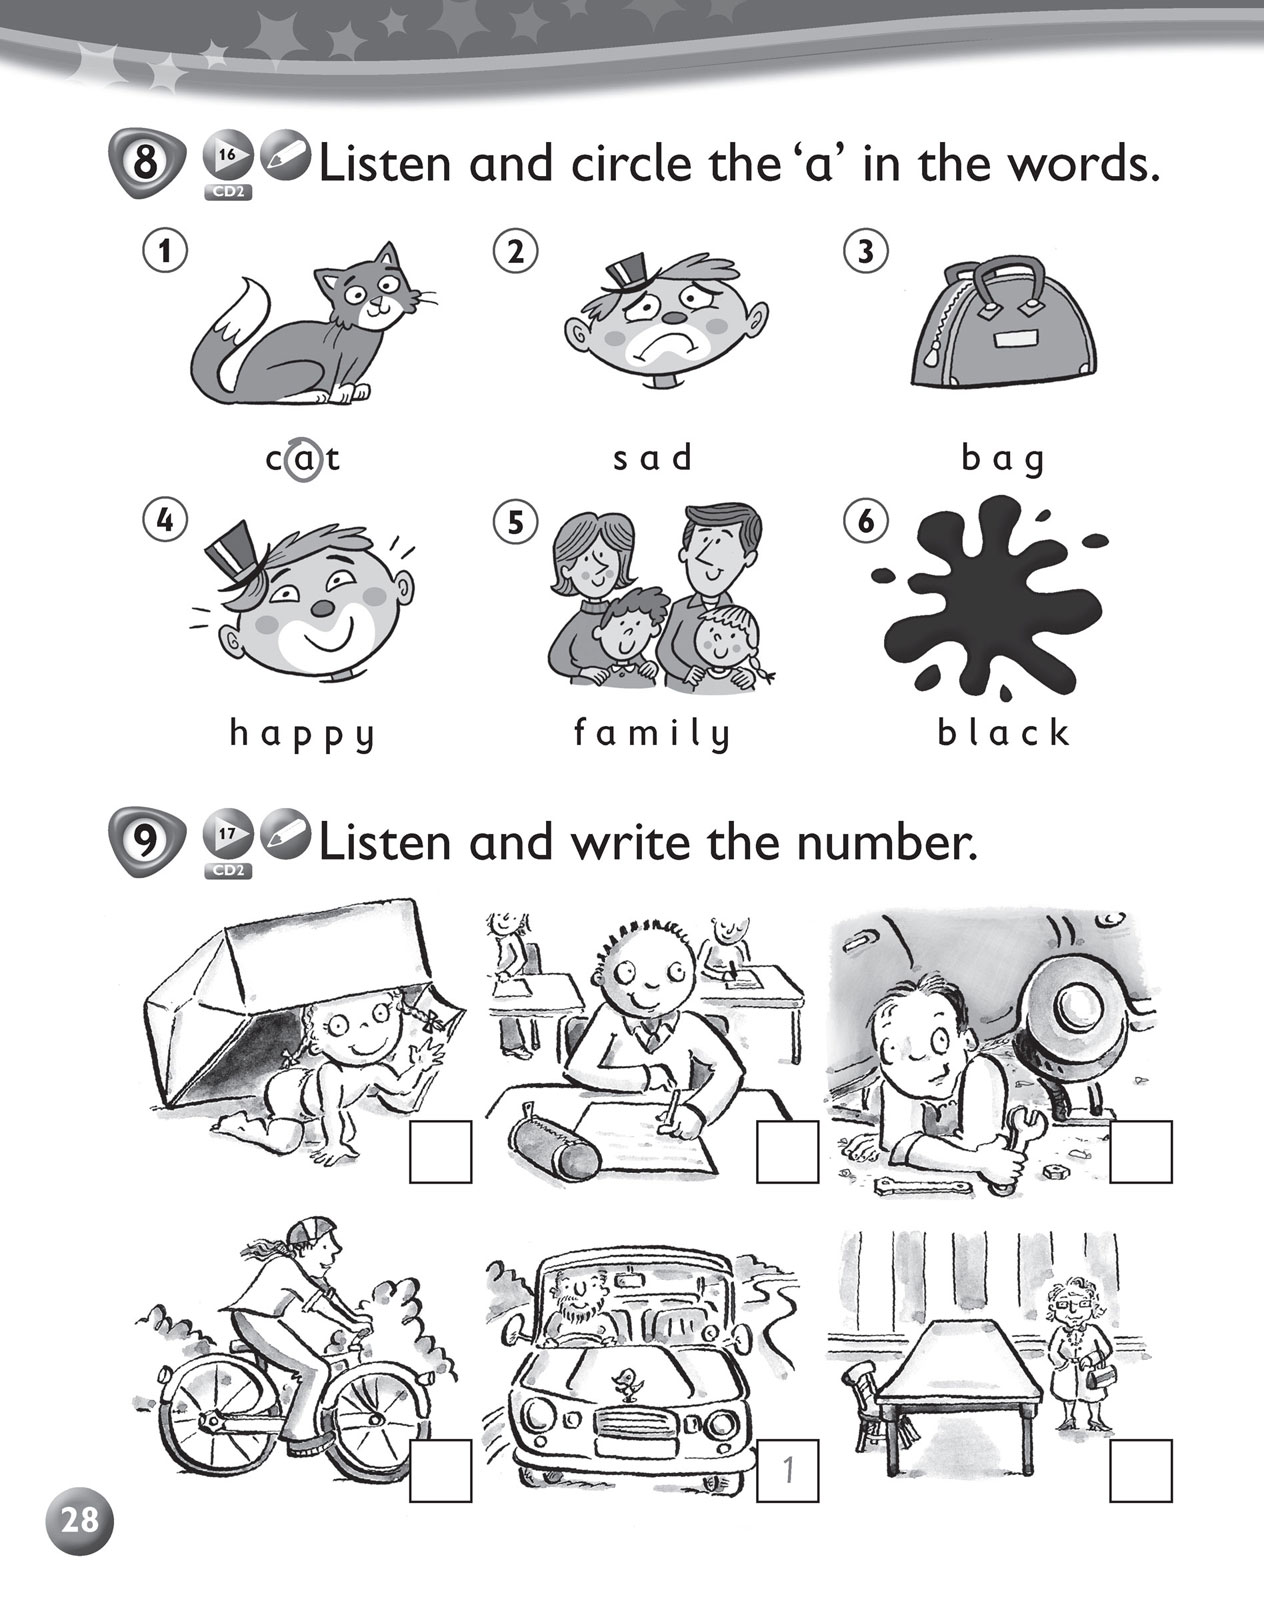 8 16 CD2 Listen and circle the ‘a’ in the words.
1 2 3
cat sad bag
4 5 6
happy family black
9 17 CD2 Listen and write the number.
1
28